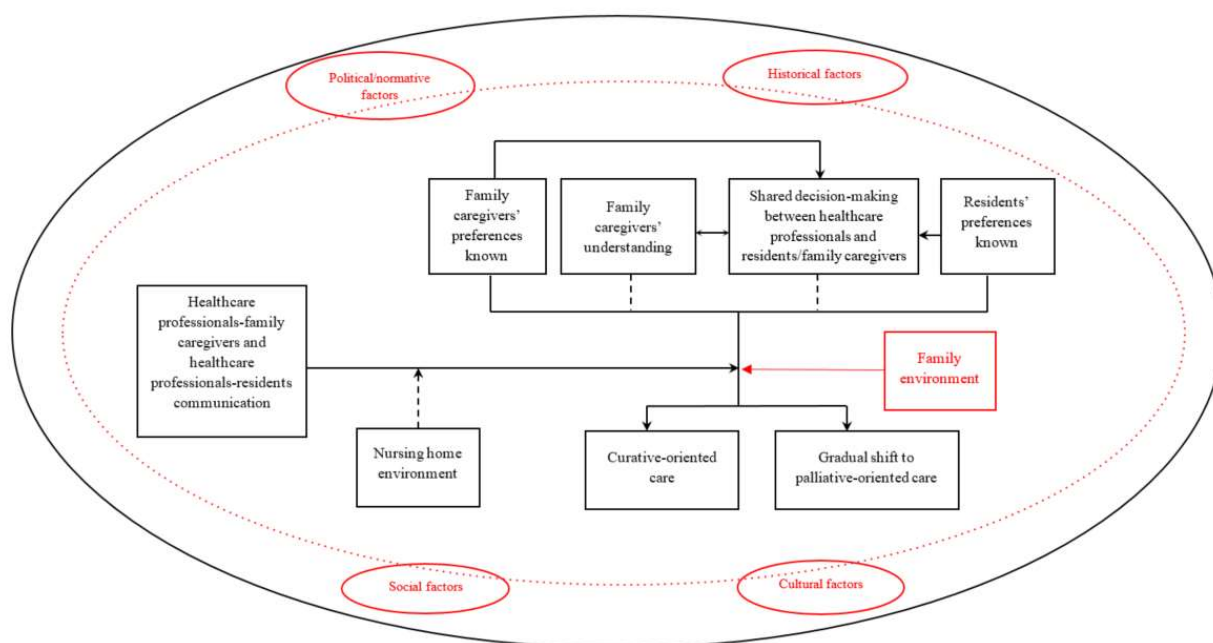 Political/normative
factors
Historical factors
Family
caregivers’
preferences
known
Family
caregivers’
understanding
Shared decision-making
between healthcare
professionals and
residents/family caregivers
Residents’
preferences
known
Healthcare
professionals-family
caregivers and
healthcare
professionals-residents
communication
Family
environment
Nursing home
environment
Curative-oriented
care
Gradual shift to
palliative-oriented care
Social factors
Cultural factors